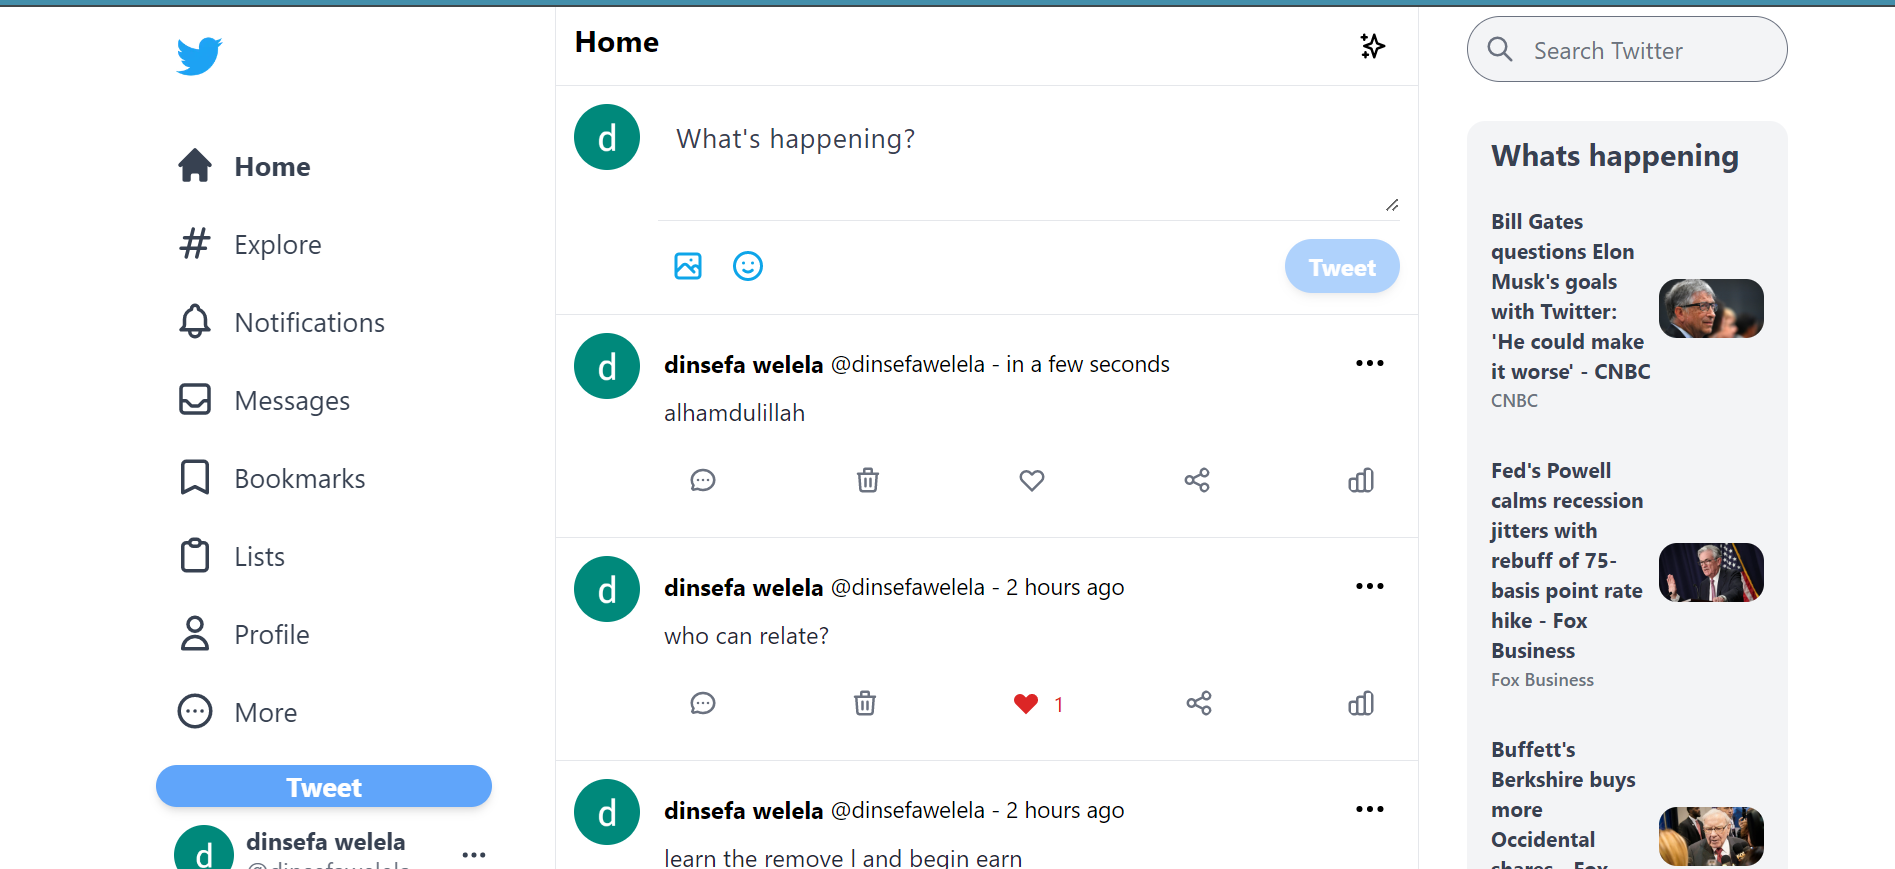 Home
Explore
Notifications
Messages
Bookmarks
Lists
Profile
More
Tweet
d
dinsefa welela
@dinsefawelela
Home
d
What's happening?
Tweet
d
dinsefa welela @dinsefawelela - in a few seconds
alhamdulillah
d
dinsefa welela @dinsefawelela - 2 hours ago
who can relate?
1
d
dinsefa welela @dinsefawelela - 2 hours ago
learn the remove l and begin earn
Search Twitter
Whats happening
Bill Gates
questions Elon
Musk's goals
with Twitter:
'He could make
it worse' - CNBC
CNBC
Fed's Powell
calms recession
jitters with
rebuff of 75-
basis point rate
hike - Fox
Business
Fox Business
Buffett's
Berkshire buys
more
Occidental
shares - Fox